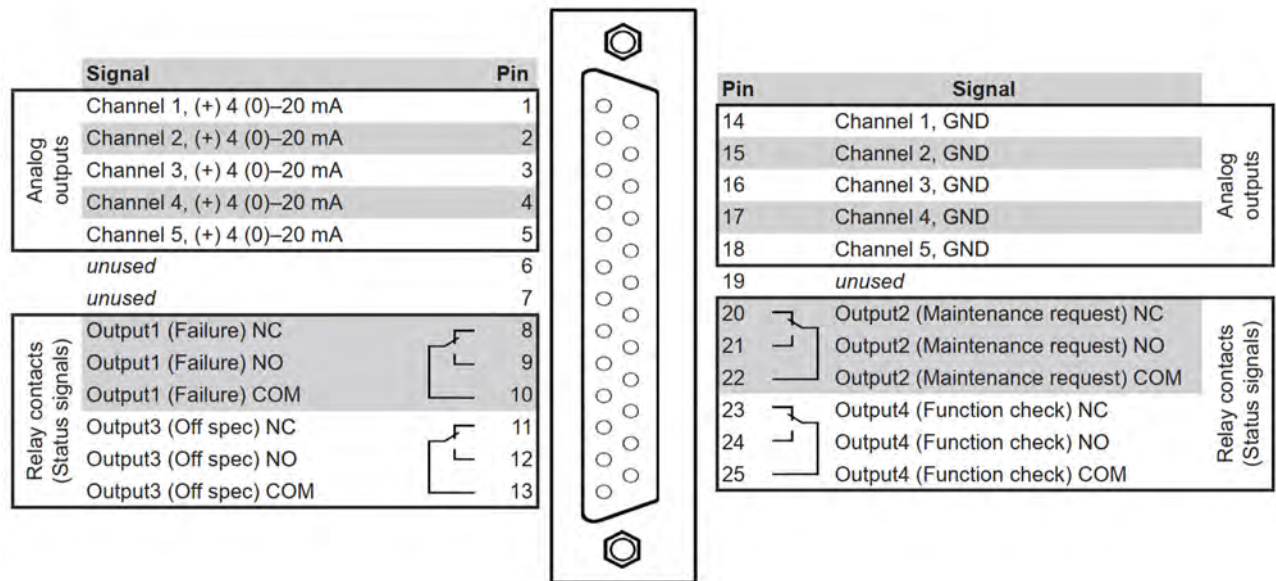 Signal Pin
Analog
outputs
Channel 1, (+) 4 (0)–20 mA 1
Channel 2, (+) 4 (0)–20 mA 2
Channel 3, (+) 4 (0)–20 mA 3
Channel 4, (+) 4 (0)–20 mA 4
Channel 5, (+) 4 (0)–20 mA 5
unused 6
unused 7
Relay contacts
(Status signals)
Output1 (Failure) NC 8
Output1 (Failure) NO 9
Output1 (Failure) COM 10
Output3 (Off spec) NC 11
Output3 (Off spec) NO 12
Output3 (Off spec) COM 13
Pin Signal
14 Channel 1, GND
15 Channel 2, GND
16 Channel 3, GND
17 Channel 4, GND
18 Channel 5, GND
Analog
outputs
19 unused
20 Output2 (Maintenance request) NC
21 Output2 (Maintenance request) NO
22 Output2 (Maintenance request) COM
23 Output4 (Function check) NC
24 Output4 (Function check) NO
25 Output4 (Function check) COM
Relay contacts
(Status signals)